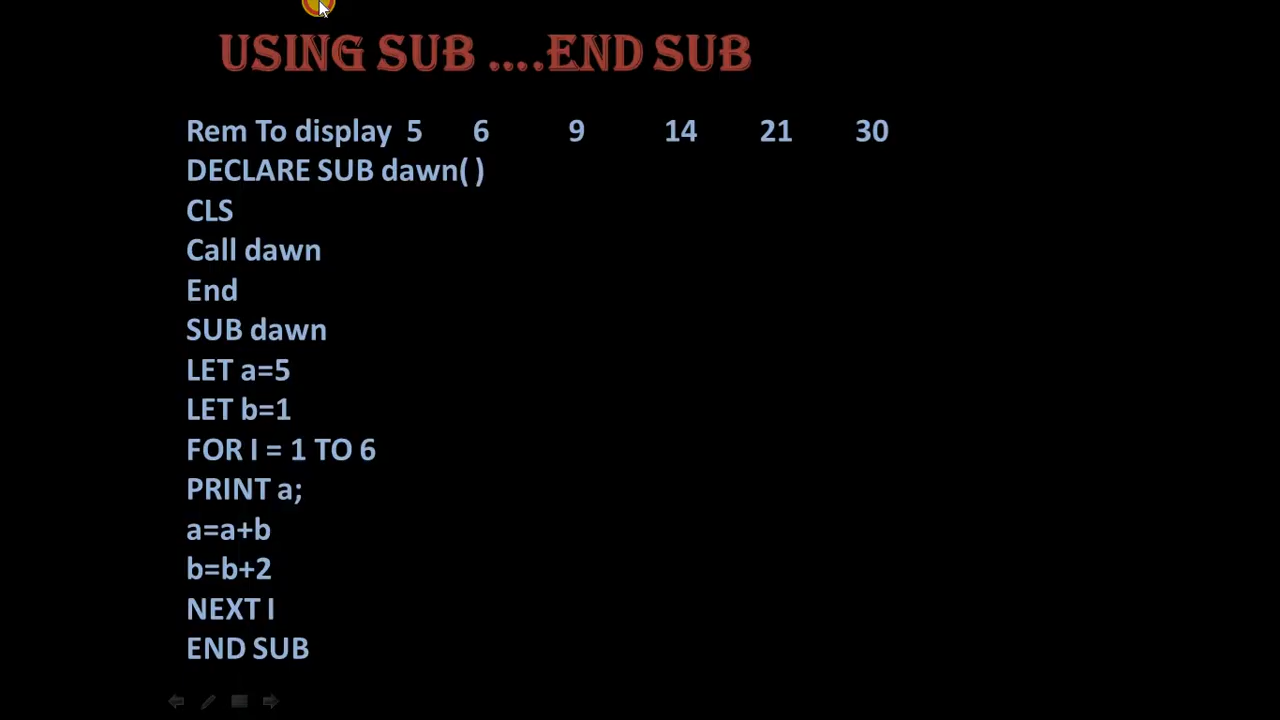 USING SUB ....END SUB
Rem To display 5 6 9 14 21 30
DECLARE SUB dawn( )
CLS
Call dawn
End
SUB dawn
LET a=5
LET b=1
FOR I = 1 TO 6
PRINT a;
a=a+b
b=b+2
NEXT I
END SUB